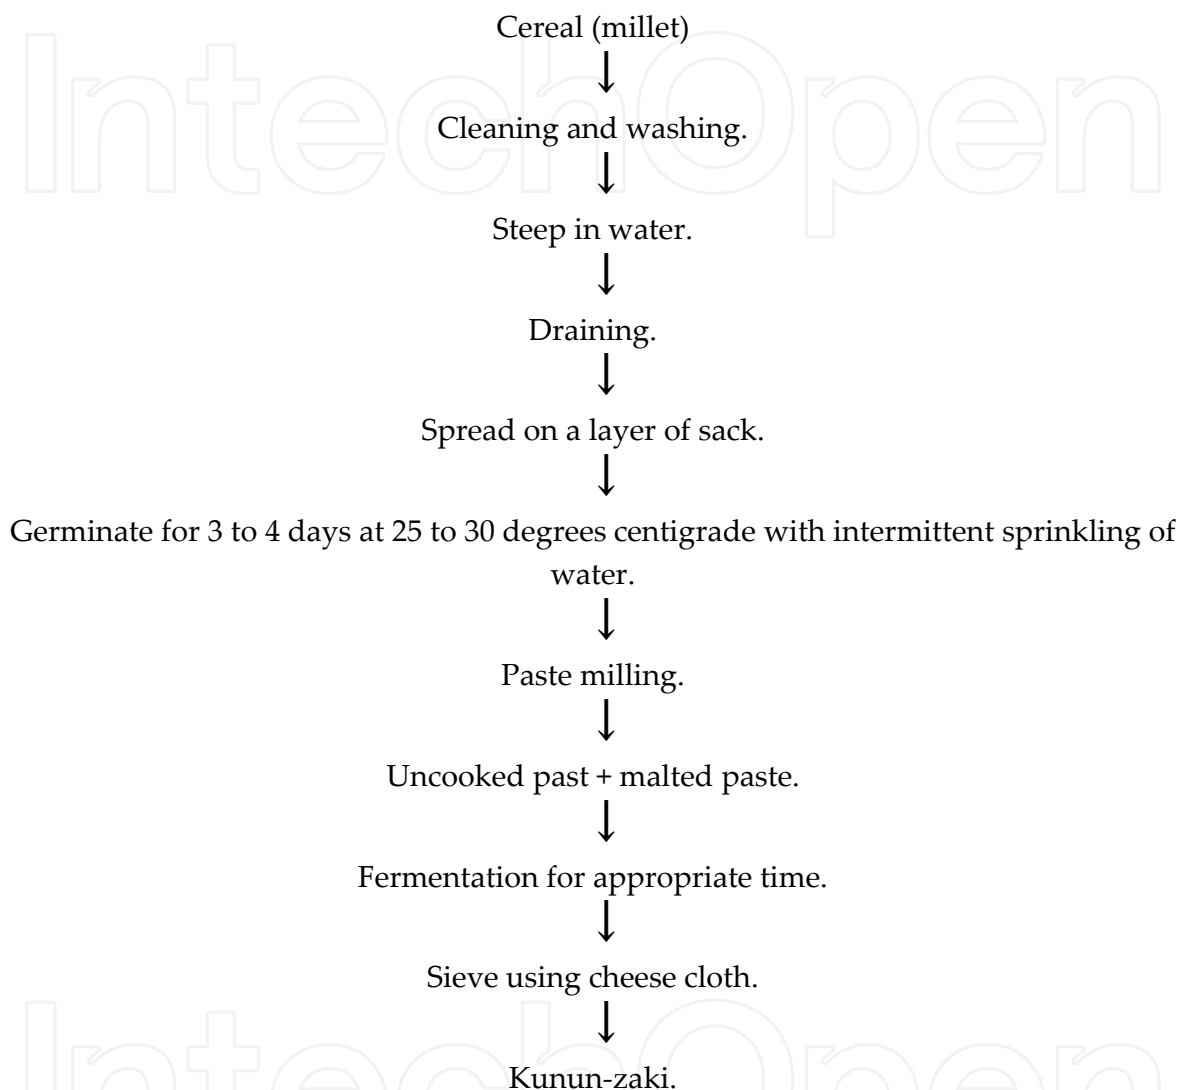 Cereal (millet)
Cleaning and washing.
Steep in water.
Draining.
Spread on a layer of sack.
Germinate for 3 to 4 days at 25 to 30 degrees centigrade with intermittent sprinkling of
water.
Paste milling.
Uncooked past + malted paste.
Fermentation for appropriate time.
Sieve using cheese cloth.
Kunun-zaki.
IntechOpen
IntechOpen